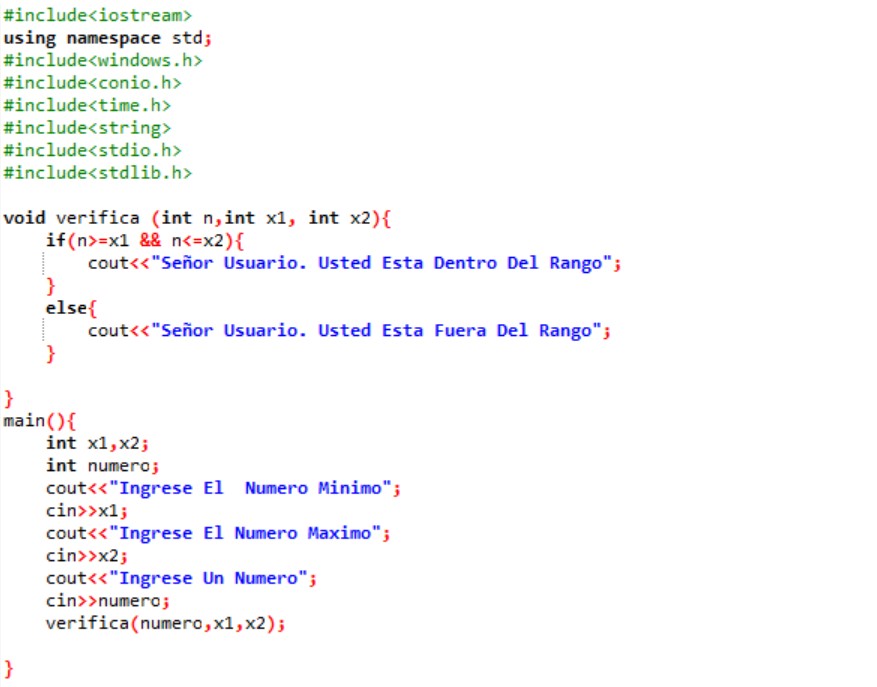 #include<iostream>
using namespace std;
#include<windows.h>
#include<conio.h>
#include<time.h>
#include<string>
#include<stdio.h>
#include<stdlib.h>
void verifica (int n,int x1, int x2){
if(n>=x1 && n<=x2){
cout<<"Señor Usuario. Usted Esta Dentro Del Rango";
}
else{
cout<<"Señor Usuario. Usted Esta Fuera Del Rango";
}
}
main(){
int x1,x2;
int numero;
cout<<"Ingrese El  Numero Minimo";
cin>>x1;
cout<<"Ingrese El Numero Maximo";
cin>>x2;
cout<<"Ingrese Un Numero";
cin>>numero;
verifica(numero,x1,x2);
}